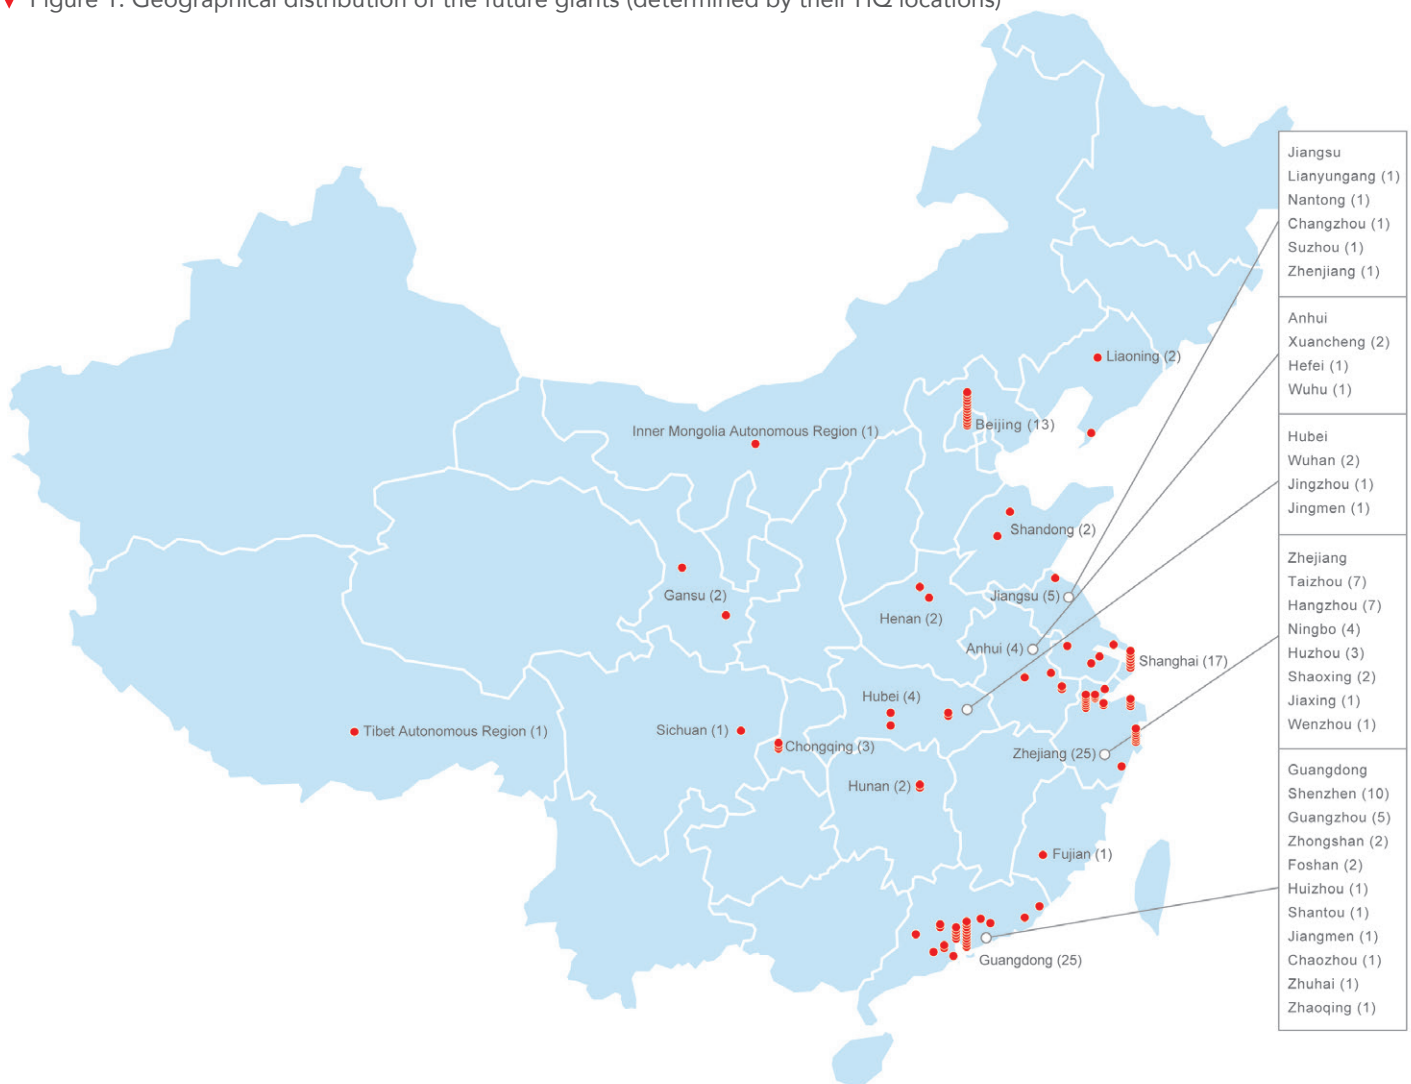 Figure 1: Geographical distribution of the future giants (determined by their HQ locations)
Liaoning (2)
Beijing (13)
Inner Mongolia Autonomous Region (1)
Shandong (2)
Gansu (2)
Jiangsu (5)
Henan (2)
Anhui (4)
Shanghai (17)
Hubei (4)
Tibet Autonomous Region (1)
Sichuan (1)
Chongqing (3)
Zhejiang (25)
Hunan (2)
Fujian (1)
Guangdong (25)
Jiangsu
Lianyungang (1)
Nantong (1)
Changzhou (1)
Suzhou (1)
Zhenjiang (1)
Anhui
Xuancheng (2)
Hefei (1)
Wuhu (1)
Hubei
Wuhan (2)
Jingzhou (1)
Jingmen (1)
Zhejiang
Taizhou (7)
Hangzhou (7)
Ningbo (4)
Huzhou (3)
Shaoxing (2)
Jiaxing (1)
Wenzhou (1)
Guangdong
Shenzhen (10)
Guangzhou (5)
Zhongshan (2)
Foshan (2)
Huizhou (1)
Shantou (1)
Jiangmen (1)
Chaozhou (1)
Zhuhai (1)
Zhaoqing (1)